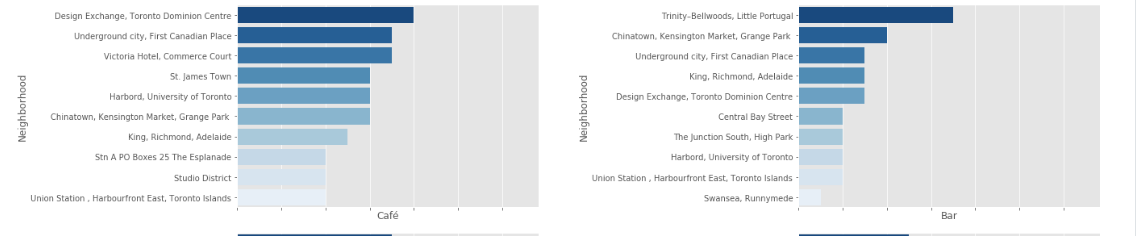 Neighborhood
Design Exchange, Toronto Dominion Centre
Underground city, First Canadian Place
Victoria Hotel, Commerce Court
St. James Town
Harbord, University of Toronto
Chinatown, Kensington Market, Grange Park
King, Richmond, Adelaide
Stn A PO Boxes 25 The Esplanade
Studio District
Union Station , Harbourfront East, Toronto Islands
Café
Neighborhood
Trinity–Bellwoods, Little Portugal
Chinatown, Kensington Market, Grange Park
Underground city, First Canadian Place
King, Richmond, Adelaide
Design Exchange, Toronto Dominion Centre
Central Bay Street
The Junction South, High Park
Harbord, University of Toronto
Union Station , Harbourfront East, Toronto Islands
Swansea, Runnymede
Bar